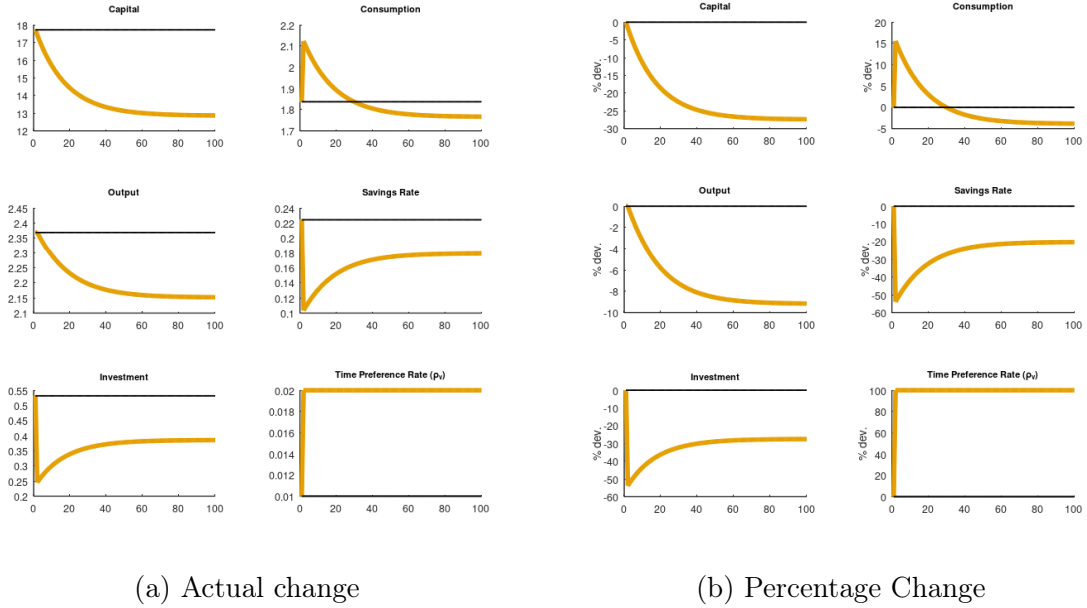 Capital
18
17
16
15
14
13
12
0 20 40 60 80 100
Consumption
2.2
2.1
2
1.9
1.8
1.7
0 20 40 60 80 100
Output
2.45
2.4
2.35
2.3
2.25
2.2
2.15
2.1
0 20 40 60 80 100
Savings Rate
0.24
0.22
0.2
0.18
0.16
0.14
0.12
0.1
0 20 40 60 80 100
Investment
0.55
0.5
0.45
0.4
0.35
0.3
0.25
0.2
0 20 40 60 80 100
Time Preference Rate (ρᵧ)
0.02
0.018
0.016
0.014
0.012
0.01
0 20 40 60 80 100
(a) Actual change
Capital
% dev.
0
-5
-10
-15
-20
-25
-30
0 20 40 60 80 100
Consumption
% dev.
20
15
10
5
0
-5
0 20 40 60 80 100
Output
% dev.
0
-2
-4
-6
-8
-10
0 20 40 60 80 100
Savings Rate
% dev.
0
-10
-20
-30
-40
-50
-60
0 20 40 60 80 100
Investment
% dev.
0
-10
-20
-30
-40
-50
-60
0 20 40 60 80 100
Time Preference Rate (ρᵧ)
% dev.
100
80
60
40
20
0
0 20 40 60 80 100
(b) Percentage Change